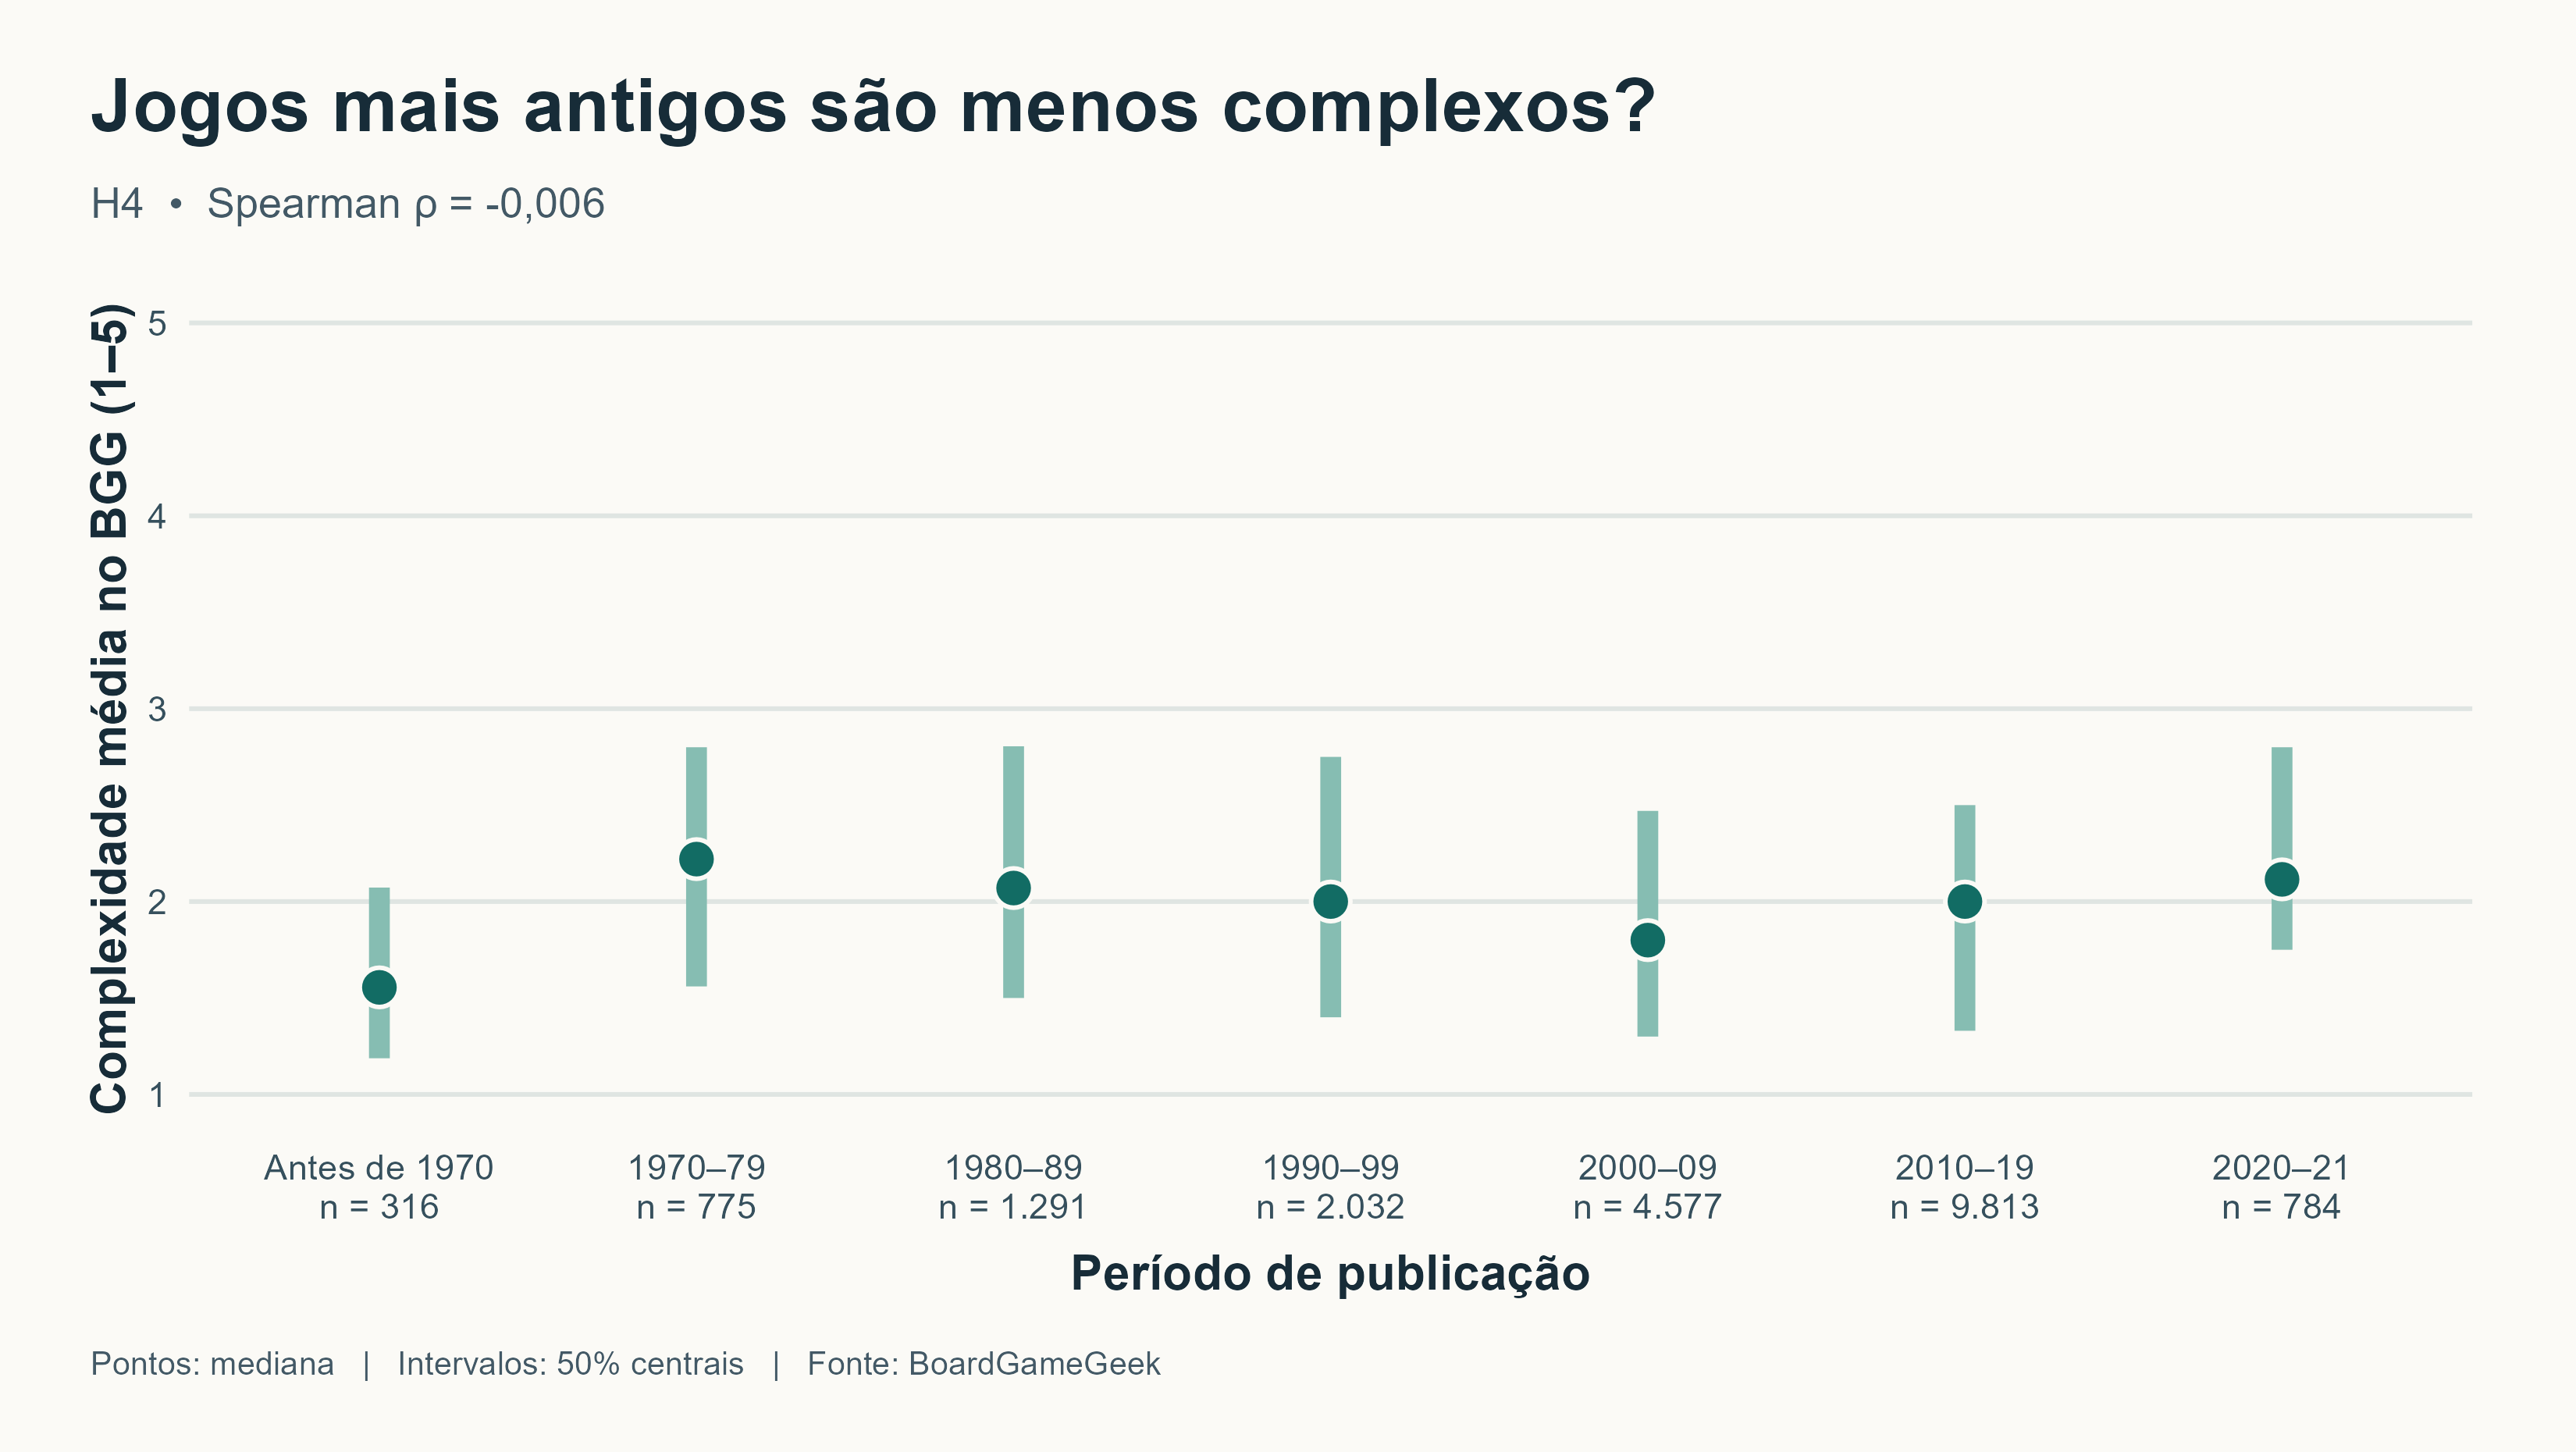 Jogos mais antigos são menos complexos?
H4 • Spearman ρ = -0,006
Complexidade média no BGG (1–5)
5
4
3
2
1
Antes de 1970
n = 316
1970–79
n = 775
1980–89
n = 1.291
1990–99
n = 2.032
2000–09
n = 4.577
2010–19
n = 9.813
2020–21
n = 784
Período de publicação
Pontos: mediana | Intervalos: 50% centrais | Fonte: BoardGameGeek